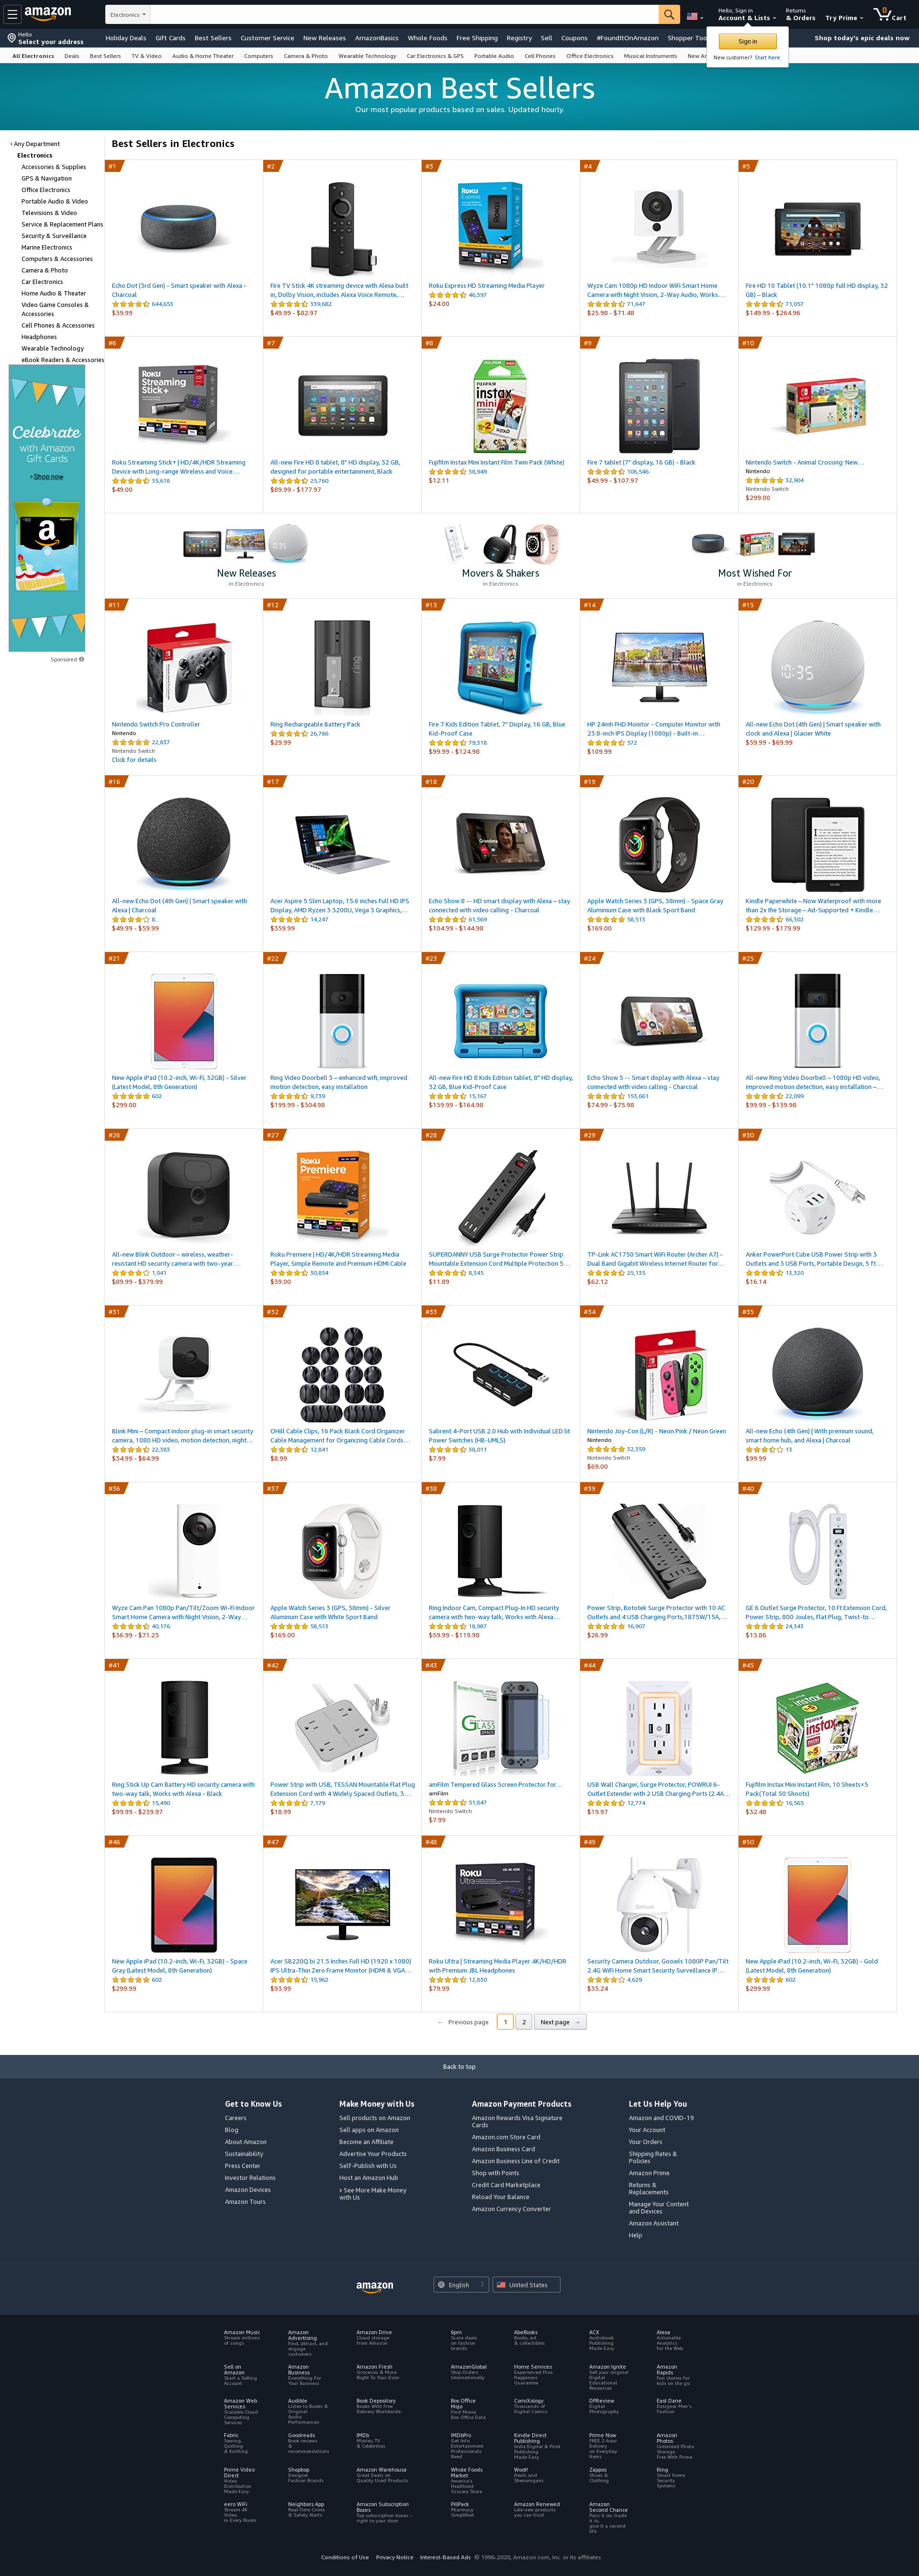 amazon
Electronics
Hello, Sign in
Account & Lists
Returns
& Orders
Try Prime
0
Cart
Hello
Select your address
Holiday Deals
Gift Cards
Best Sellers
Customer Service
New Releases
AmazonBasics
Whole Foods
Free Shipping
Registry
Sell
Coupons
#FoundItOnAmazon
Shopper Too
Shop today's epic deals now
Sign in
New customer? Start here.
All Electronics
Deals
Best Sellers
TV & Video
Audio & Home Theater
Computers
Camera & Photo
Wearable Technology
Car Electronics & GPS
Portable Audio
Cell Phones
Office Electronics
Musical Instruments
New Ar
Amazon Best Sellers
Our most popular products based on sales. Updated hourly.
‹ Any Department
Electronics
Accessories & Supplies
GPS & Navigation
Office Electronics
Portable Audio & Video
Televisions & Video
Service & Replacement Plans
Security & Surveillance
Marine Electronics
Computers & Accessories
Camera & Photo
Car Electronics
Home Audio & Theater
Video Game Consoles &
Accessories
Cell Phones & Accessories
Headphones
Wearable Technology
eBook Readers & Accessories
Celebrate
with Amazon
Gift Cards
› Shop now
Sponsored
Best Sellers in Electronics
#1
Echo Dot (3rd Gen) - Smart speaker with Alexa -
Charcoal
644,653
$39.99
#2
Fire TV Stick 4K streaming device with Alexa built
in, Dolby Vision, includes Alexa Voice Remote,…
339,682
$49.99 - $82.97
#3
Roku Express HD Streaming Media Player
46,397
$24.00
#4
Wyze Cam 1080p HD Indoor WiFi Smart Home
Camera with Night Vision, 2-Way Audio, Works…
71,647
$25.98 - $71.48
#5
Fire HD 10 Tablet (10.1" 1080p full HD display, 32
GB) – Black
71,057
$149.99 - $264.96
#6
Roku Streaming Stick+ | HD/4K/HDR Streaming
Device with Long-range Wireless and Voice…
35,618
$49.00
#7
All-new Fire HD 8 tablet, 8" HD display, 32 GB,
designed for portable entertainment, Black
25,760
$89.99 - $177.97
#8
Fujifilm Instax Mini Instant Film Twin Pack (White)
38,949
$12.11
#9
Fire 7 tablet (7" display, 16 GB) - Black
106,546
$49.99 - $107.97
#10
Nintendo Switch - Animal Crossing: New…
Nintendo
32,904
Nintendo Switch
$299.00
New Releases
in Electronics
Movers & Shakers
in Electronics
Most Wished For
in Electronics
#11
Nintendo Switch Pro Controller
Nintendo
22,637
Nintendo Switch
Click for details
#12
Ring Rechargeable Battery Pack
26,766
$29.99
#13
Fire 7 Kids Edition Tablet, 7" Display, 16 GB, Blue
Kid-Proof Case
79,318
$99.99 - $124.98
#14
HP 24mh FHD Monitor - Computer Monitor with
23.8-inch IPS Display (1080p) - Built-in…
572
$109.99
#15
All-new Echo Dot (4th Gen) | Smart speaker with
clock and Alexa | Glacier White
$59.99 - $69.99
#16
All-new Echo Dot (4th Gen) | Smart speaker with
Alexa | Charcoal
6
$49.99 - $59.99
#17
Acer Aspire 5 Slim Laptop, 15.6 inches Full HD IPS
Display, AMD Ryzen 3 3200U, Vega 3 Graphics,…
14,247
$359.99
#18
Echo Show 8 -- HD smart display with Alexa – stay
connected with video calling - Charcoal
61,569
$104.99 - $144.98
#19
Apple Watch Series 3 (GPS, 38mm) - Space Gray
Aluminium Case with Black Sport Band
58,513
$169.00
#20
Kindle Paperwhite – Now Waterproof with more
than 2x the Storage – Ad-Supported + Kindle…
66,302
$129.99 - $179.99
#21
New Apple iPad (10.2-inch, Wi-Fi, 32GB) - Silver
(Latest Model, 8th Generation)
602
$299.00
#22
Ring Video Doorbell 3 – enhanced wifi, improved
motion detection, easy installation
9,739
$199.99 - $304.98
#23
All-new Fire HD 8 Kids Edition tablet, 8" HD display,
32 GB, Blue Kid-Proof Case
15,167
$139.99 - $164.98
#24
Echo Show 5 -- Smart display with Alexa – stay
connected with video calling - Charcoal
153,661
$74.99 - $75.98
#25
All-new Ring Video Doorbell – 1080p HD video,
improved motion detection, easy installation –…
22,099
$99.99 - $139.98
#26
All-new Blink Outdoor – wireless, weather-
resistant HD security camera with two-year…
1,041
$89.99 - $379.99
#27
Roku Premiere | HD/4K/HDR Streaming Media
Player, Simple Remote and Premium HDMI Cable
30,854
$39.00
#28
SUPERDANNY USB Surge Protector Power Strip
Mountable Extension Cord Multiple Protection 5…
8,345
$11.89
#29
TP-Link AC1750 Smart WiFi Router (Archer A7) -
Dual Band Gigabit Wireless Internet Router for…
25,135
$62.12
#30
Anker PowerPort Cube USB Power Strip with 3
Outlets and 3 USB Ports, Portable Design, 5 ft…
13,320
$16.14
#31
Blink Mini – Compact indoor plug-in smart security
camera, 1080 HD video, motion detection, night…
22,383
$34.99 - $64.99
#32
OHill Cable Clips, 16 Pack Black Cord Organizer
Cable Management for Organizing Cable Cords…
12,841
$8.99
#33
Sabrent 4-Port USB 2.0 Hub with Individual LED lit
Power Switches (HB-UMLS)
38,011
$7.99
#34
Nintendo Joy-Con (L/R) - Neon Pink / Neon Green
Nintendo
32,359
Nintendo Switch
$69.00
#35
All-new Echo (4th Gen) | With premium sound,
smart home hub, and Alexa | Charcoal
13
$99.99
#36
Wyze Cam Pan 1080p Pan/Tilt/Zoom Wi-Fi Indoor
Smart Home Camera with Night Vision, 2-Way…
40,176
$36.99 - $71.23
#37
Apple Watch Series 3 (GPS, 38mm) - Silver
Aluminum Case with White Sport Band
58,513
$169.00
#38
Ring Indoor Cam, Compact Plug-In HD security
camera with two-way talk, Works with Alexa…
18,987
$59.99 - $119.98
#39
Power Strip, Bototek Surge Protector with 10 AC
Outlets and 4 USB Charging Ports,1875W/15A,…
16,907
$26.99
#40
GE 6 Outlet Surge Protector, 10 Ft Extension Cord,
Power Strip, 800 Joules, Flat Plug, Twist-to…
24,343
$13.86
#41
Ring Stick Up Cam Battery HD security camera with
two-way talk, Works with Alexa - Black
15,490
$99.99 - $239.97
#42
Power Strip with USB, TESSAN Mountable Flat Plug
Extension Cord with 4 Widely Spaced Outlets, 3…
7,179
$18.99
#43
amFilm Tempered Glass Screen Protector for…
amFilm
51,847
Nintendo Switch
$7.99
#44
USB Wall Charger, Surge Protector, POWRUI 6-
Outlet Extender with 2 USB Charging Ports (2.4A…
12,774
$19.97
#45
Fujifilm Instax Mini Instant Film, 10 Sheets×5
Pack(Total 50 Shoots)
16,565
$32.48
#46
New Apple iPad (10.2-inch, Wi-Fi, 32GB) - Space
Gray (Latest Model, 8th Generation)
602
$299.99
#47
Acer SB220Q bi 21.5 Inches Full HD (1920 x 1080)
IPS Ultra-Thin Zero Frame Monitor (HDMI & VGA…
15,962
$93.99
#48
Roku Ultra | Streaming Media Player 4K/HD/HDR
with Premium JBL Headphones
12,830
$79.99
#49
Security Camera Outdoor, Goowls 1080P Pan/Tilt
2.4G WiFi Home Smart Security Surveillance IP…
4,629
$35.24
#50
New Apple iPad (10.2-inch, Wi-Fi, 32GB) - Gold
(Latest Model, 8th Generation)
602
$299.99
← Previous page
1
2
Next page →
Back to top
Get to Know Us
Careers
Blog
About Amazon
Sustainability
Press Center
Investor Relations
Amazon Devices
Amazon Tours
Make Money with Us
Sell products on Amazon
Sell apps on Amazon
Become an Affiliate
Advertise Your Products
Self-Publish with Us
Host an Amazon Hub
› See More Make Money
with Us
Amazon Payment Products
Amazon Rewards Visa Signature
Cards
Amazon.com Store Card
Amazon Business Card
Amazon Business Line of Credit
Shop with Points
Credit Card Marketplace
Reload Your Balance
Amazon Currency Converter
Let Us Help You
Amazon and COVID-19
Your Account
Your Orders
Shipping Rates &
Policies
Amazon Prime
Returns &
Replacements
Manage Your Content
and Devices
Amazon Assistant
Help
amazon
English
United States
Amazon Music
Stream millions
of songs
Amazon
Advertising
Find, attract, and
engage
customers
Amazon Drive
Cloud storage
from Amazon
6pm
Score deals
on fashion
brands
AbeBooks
Books, art
& collectibles
ACX
Audiobook
Publishing
Made Easy
Alexa
Actionable
Analytics
for the Web
Sell on
Amazon
Start a Selling
Account
Amazon
Business
Everything For
Your Business
Amazon Fresh
Groceries & More
Right To Your Door
AmazonGlobal
Ship Orders
Internationally
Home Services
Experienced Pros
Happiness
Guarantee
Amazon Ignite
Sell your original
Digital
Educational
Resources
Amazon
Rapids
Fun stories for
kids on the go
Amazon Web
Services
Scalable Cloud
Computing
Services
Audible
Listen to Books &
Original
Audio
Performances
Book Depository
Books With Free
Delivery Worldwide
Box Office
Mojo
Find Movie
Box Office Data
ComiXology
Thousands of
Digital Comics
DPReview
Digital
Photography
East Dane
Designer Men's
Fashion
Fabric
Sewing,
Quilting
& Knitting
Goodreads
Book reviews
&
recommendations
IMDb
Movies, TV
& Celebrities
IMDbPro
Get Info
Entertainment
Professionals
Need
Kindle Direct
Publishing
Indie Digital & Print
Publishing
Made Easy
Prime Now
FREE 2-hour
Delivery
on Everyday
Items
Amazon
Photos
Unlimited Photo
Storage
Free With Prime
Prime Video
Direct
Video
Distribution
Made Easy
Shopbop
Designer
Fashion Brands
Amazon Warehouse
Great Deals on
Quality Used Products
Whole Foods
Market
America's
Healthiest
Grocery Store
Woot!
Deals and
Shenanigans
Zappos
Shoes &
Clothing
Ring
Smart Home
Security
Systems
eero WiFi
Stream 4K
Video
in Every Room
Neighbors App
Real-Time Crime
& Safety Alerts
Amazon Subscription
Boxes
Top subscription boxes –
right to your door
PillPack
Pharmacy
Simplified
Amazon Renewed
Like-new products
you can trust
Amazon
Second Chance
Pass it on, trade
it in,
give it a second
life
Conditions of Use
Privacy Notice
Interest-Based Ads
© 1996-2020, Amazon.com, Inc. or its affiliates